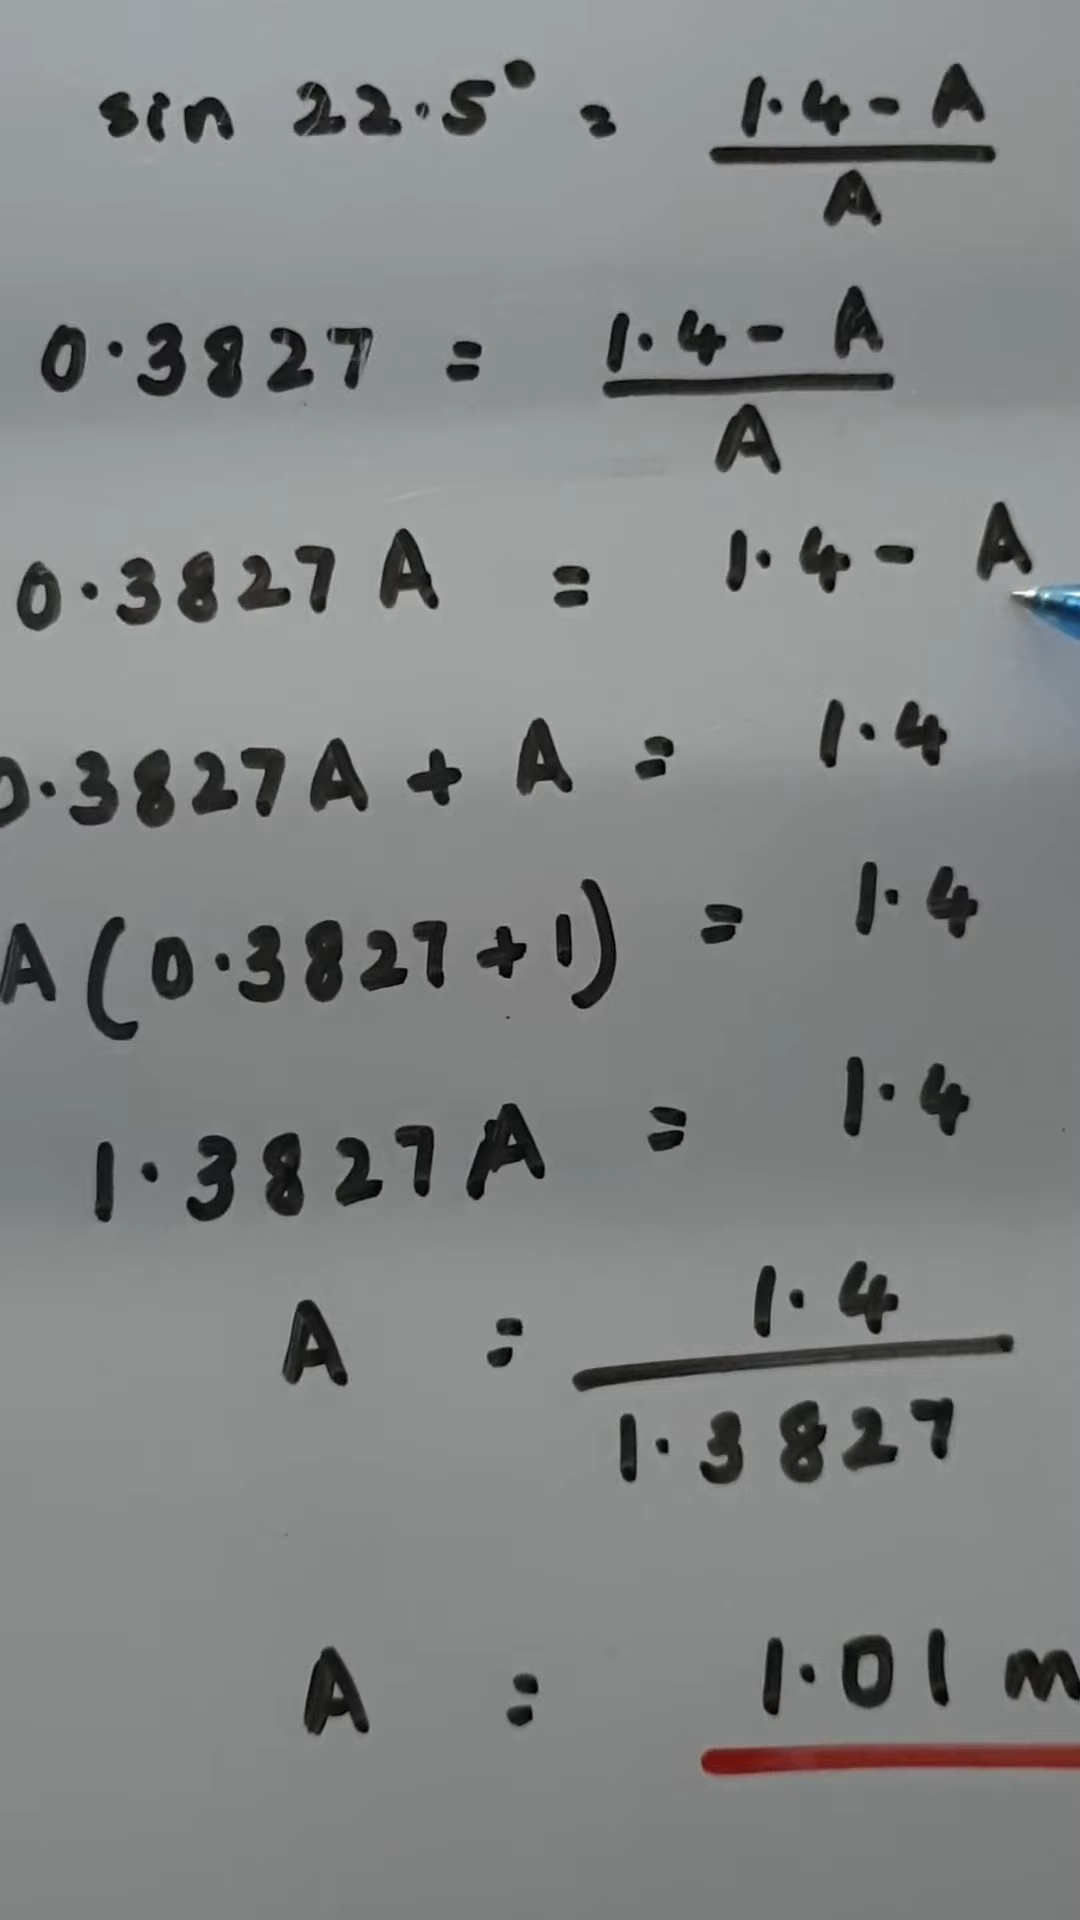 sin 22.5° = 1.4 - A / A
0.3827 = 1.4 - A / A
0.3827 A = 1.4 - A
0.3827A + A = 1.4
A(0.3827+1) = 1.4
1.3827A = 1.4
A = 1.4 / 1.3827
A = 1.01 m